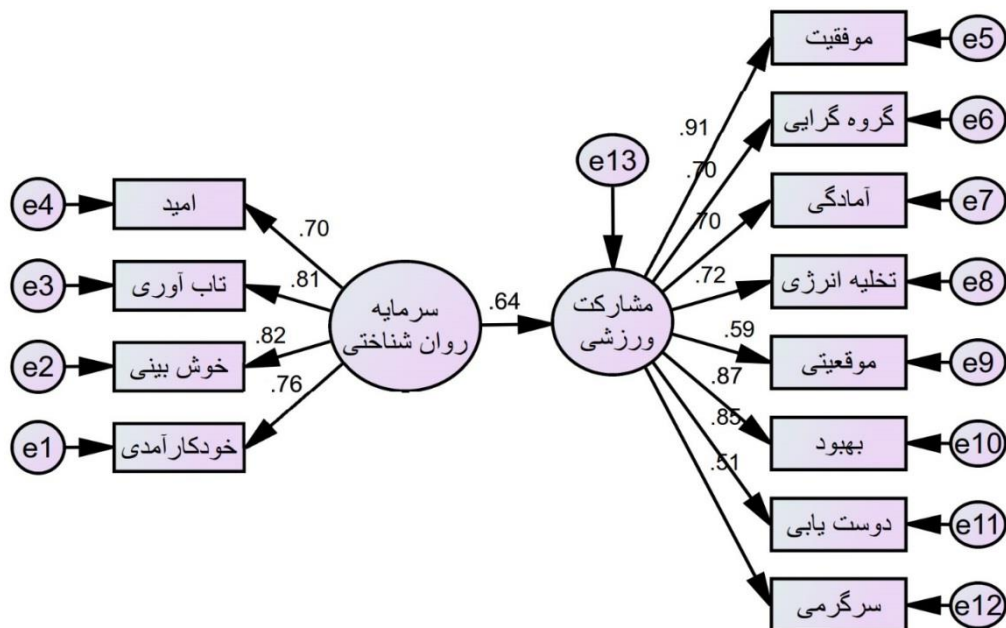 موفقیت
e5
گروه گرایی
e6
.91
e13
.70
آمادگی
e7
امید
e4
.70
.70
تاب آوری
e3
.81
تخلیه انرژی
e8
.72
سرمایه
روان شناختی
.64
مشارکت
ورزشی
خوش بینی
e2
.82
.59
موقعیتی
e9
.76
.87
خودکارآمدی
e1
.85
بهبود
e10
.51
دوست یابی
e11
سرگرمی
e12